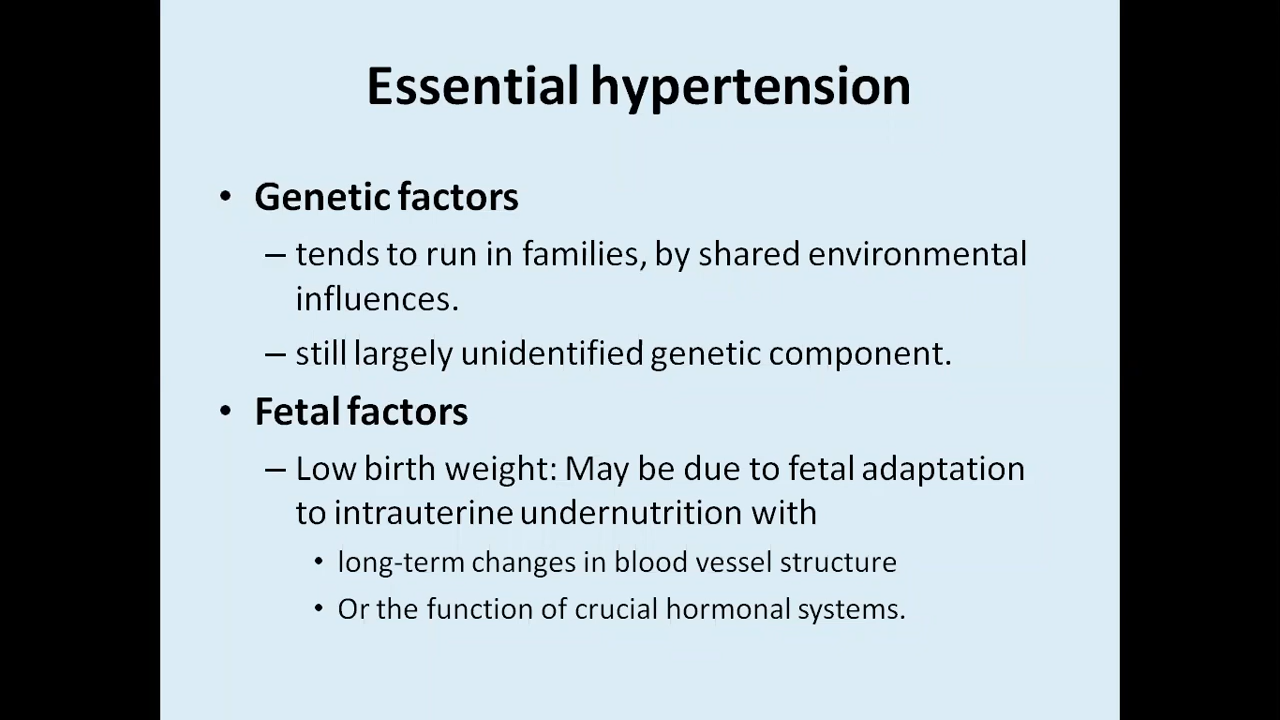 Essential hypertension
• Genetic factors
– tends to run in families, by shared environmental
influences.
– still largely unidentified genetic component.
• Fetal factors
– Low birth weight: May be due to fetal adaptation
to intrauterine undernutrition with
• long-term changes in blood vessel structure
• Or the function of crucial hormonal systems.